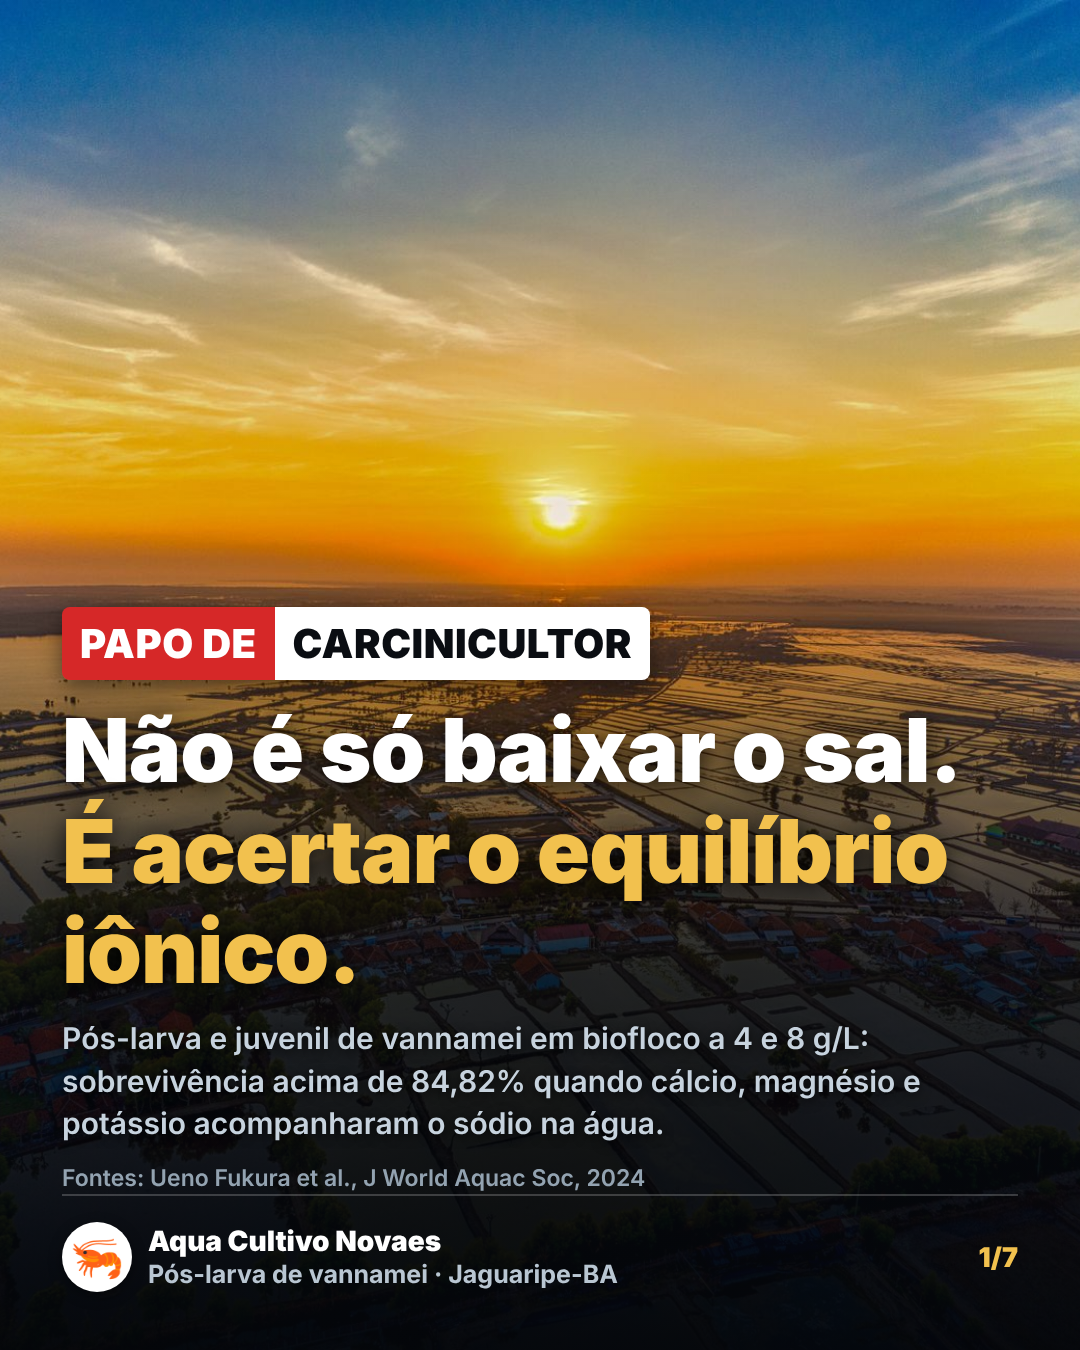 PAPO DE CARCINICULTOR
Não é só baixar o sal.
É acertar o equilíbrio
iônico.
Pós-larva e juvenil de vannamei em biofloco a 4 e 8 g/L:
sobrevivência acima de 84,82% quando cálcio, magnésio e
potássio acompanharam o sódio na água.
Fontes: Ueno Fukura et al., J World Aquac Soc, 2024
Aqua Cultivo Novaes
Pós-larva de vannamei · Jaguaripe-BA
1/7